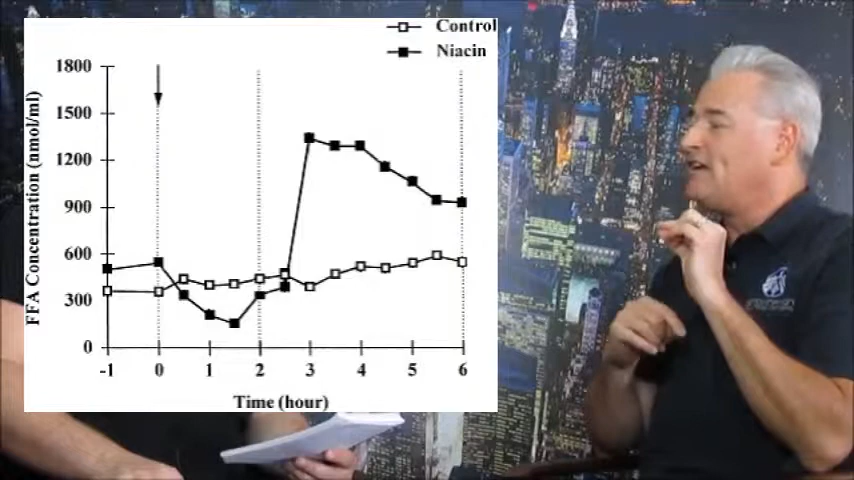 Control
Niacin
1800
1500
1200
900
600
300
0
FFA Concentration (nmol/ml)
-1 0 1 2 3 4 5 6
Time (hour)